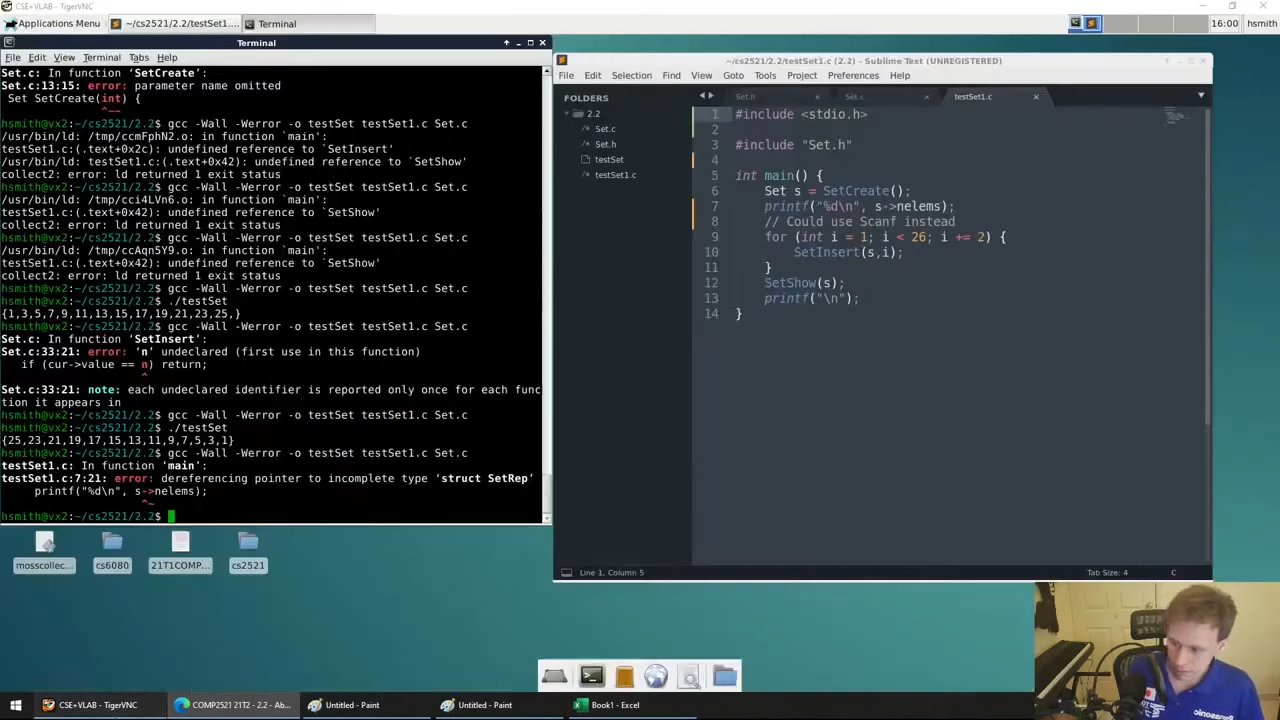 CSE+VLAB - TigerVNC
Applications Menu
~/cs2521/2.2/testSet1....
Terminal
16:00
hsmith
Terminal
File Edit View Terminal Tabs Help
Set.c: In function ‘SetCreate’:
Set.c:13:15: error: parameter name omitted
Set SetCreate(int) {
^~~
hsmith@vx2:~/cs2521/2.2$ gcc -Wall -Werror -o testSet testSet1.c Set.c
/usr/bin/ld: /tmp/ccmFphN2.o: in function `main':
testSet1.c:(.text+0x2c): undefined reference to `SetInsert'
/usr/bin/ld: testSet1.c:(.text+0x42): undefined reference to `SetShow'
collect2: error: ld returned 1 exit status
hsmith@vx2:~/cs2521/2.2$ gcc -Wall -Werror -o testSet testSet1.c Set.c
/usr/bin/ld: /tmp/cci4LVn6.o: in function `main':
testSet1.c:(.text+0x42): undefined reference to `SetShow'
collect2: error: ld returned 1 exit status
hsmith@vx2:~/cs2521/2.2$ gcc -Wall -Werror -o testSet testSet1.c Set.c
/usr/bin/ld: /tmp/ccAqn5Y9.o: in function `main':
testSet1.c:(.text+0x42): undefined reference to `SetShow'
collect2: error: ld returned 1 exit status
hsmith@vx2:~/cs2521/2.2$ gcc -Wall -Werror -o testSet testSet1.c Set.c
hsmith@vx2:~/cs2521/2.2$ ./testSet
{1,3,5,7,9,11,13,15,17,19,21,23,25,}
hsmith@vx2:~/cs2521/2.2$ gcc -Wall -Werror -o testSet testSet1.c Set.c
Set.c: In function ‘SetInsert’:
Set.c:33:21: error: ‘n’ undeclared (first use in this function)
if (cur->value == n) return;
^
Set.c:33:21: note: each undeclared identifier is reported only once for each func
tion it appears in
hsmith@vx2:~/cs2521/2.2$ gcc -Wall -Werror -o testSet testSet1.c Set.c
hsmith@vx2:~/cs2521/2.2$ ./testSet
{25,23,21,19,17,15,13,11,9,7,5,3,1}
hsmith@vx2:~/cs2521/2.2$ gcc -Wall -Werror -o testSet testSet1.c Set.c
testSet1.c: In function ‘main’:
testSet1.c:7:21: error: dereferencing pointer to incomplete type ‘struct SetRep’
printf("%d\n", s->nelems);
^~
hsmith@vx2:~/cs2521/2.2$
~/cs2521/2.2/testSet1.c (2.2) - Sublime Text (UNREGISTERED)
File Edit Selection Find View Goto Tools Project Preferences Help
FOLDERS
2.2
Set.c
Set.h
testSet
testSet1.c
Set.h
Set.c
testSet1.c
1 #include <stdio.h>
2
3 #include "Set.h"
4
5 int main() {
6 Set s = SetCreate();
7 printf("%d\n", s->nelems);
8 // Could use Scanf instead
9 for (int i = 1; i < 26; i += 2) {
10 SetInsert(s,i);
11 }
12 SetShow(s);
13 printf("\n");
14 }
Line 1, Column 5
Tab Size: 4
C
mosscollec...
cs6080
21T1COMP...
cs2521
CSE+VLAB - TigerVNC
COMP2521 21T2 - 2.2 - Ab...
Untitled - Paint
Untitled - Paint
Book1 - Excel